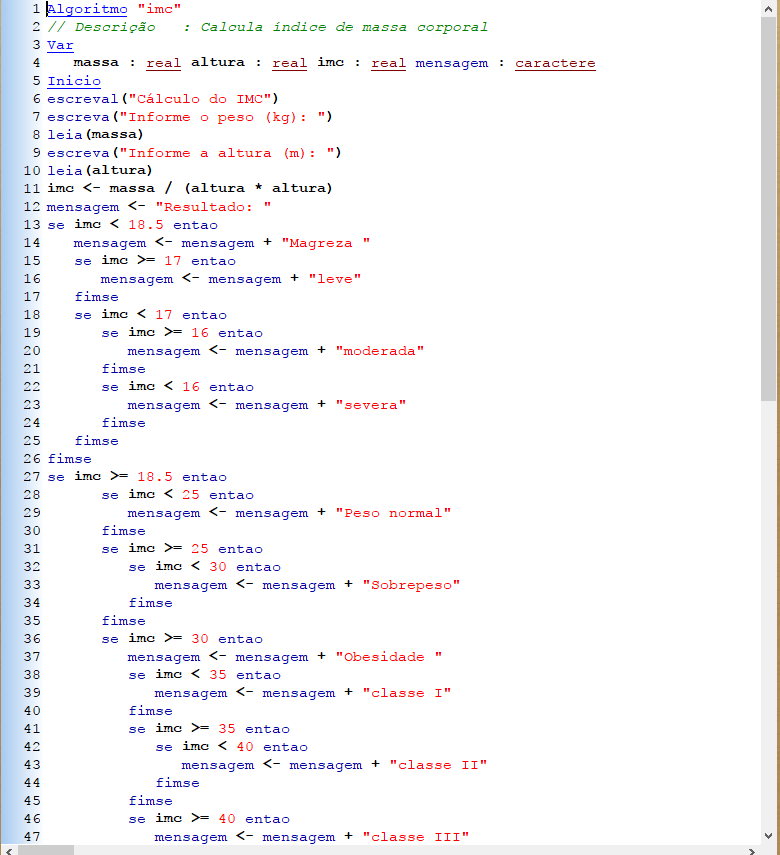 1 Algoritmo "imc"
2 // Descrição   : Calcula índice de massa corporal
3 Var
4    massa : real altura : real imc : real mensagem : caractere
5 Inicio
6 escreval("Cálculo do IMC")
7 escreva("Informe o peso (kg): ")
8 leia(massa)
9 escreva("Informe a altura (m): ")
10 leia(altura)
11 imc <- massa / (altura * altura)
12 mensagem <- "Resultado: "
13 se imc < 18.5 entao
14    mensagem <- mensagem + "Magreza "
15    se imc >= 17 entao
16       mensagem <- mensagem + "leve"
17    fimse
18    se imc < 17 entao
19       se imc >= 16 entao
20          mensagem <- mensagem + "moderada"
21       fimse
22       se imc < 16 entao
23          mensagem <- mensagem + "severa"
24       fimse
25    fimse
26 fimse
27 se imc >= 18.5 entao
28       se imc < 25 entao
29          mensagem <- mensagem + "Peso normal"
30       fimse
31       se imc >= 25 entao
32          se imc < 30 entao
33             mensagem <- mensagem + "Sobrepeso"
34          fimse
35       fimse
36       se imc >= 30 entao
37          mensagem <- mensagem + "Obesidade "
38          se imc < 35 entao
39             mensagem <- mensagem + "classe I"
40          fimse
41          se imc >= 35 entao
42             se imc < 40 entao
43                mensagem <- mensagem + "classe II"
44             fimse
45          fimse
46          se imc >= 40 entao
47             mensagem <- mensagem + "classe III"